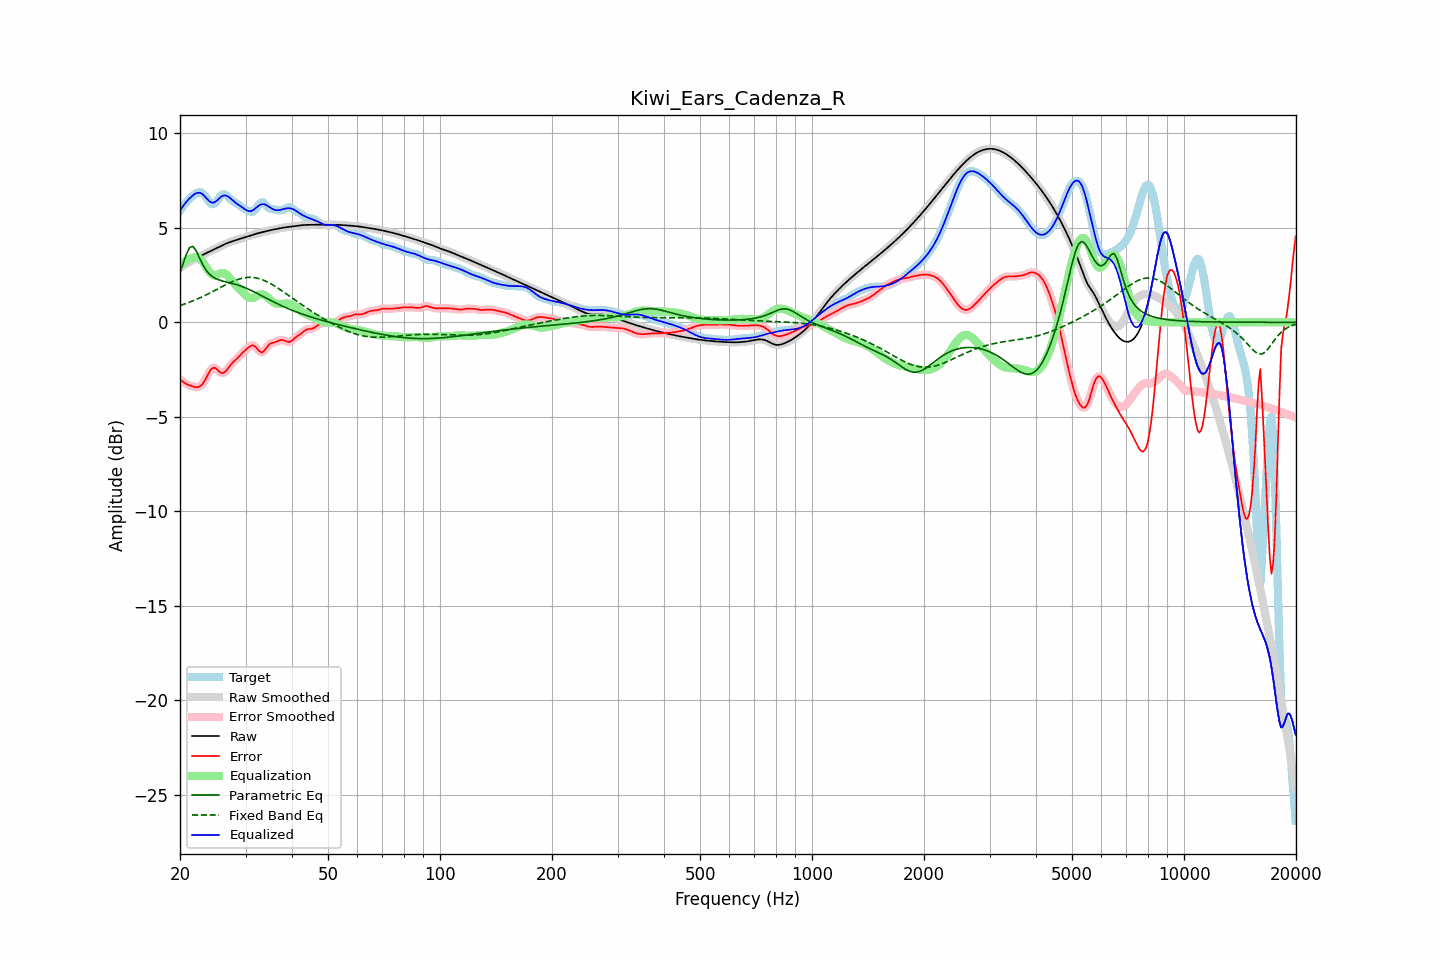 Kiwi_Ears_Cadenza_R
10
5
0
−5
−10
−15
−20
−25
Amplitude (dBr)
Target
Raw Smoothed
Error Smoothed
Raw
Error
Equalization
Parametric Eq
Fixed Band Eq
Equalized
20 50 100 200 500 1000 2000 5000 10000 20000
Frequency (Hz)